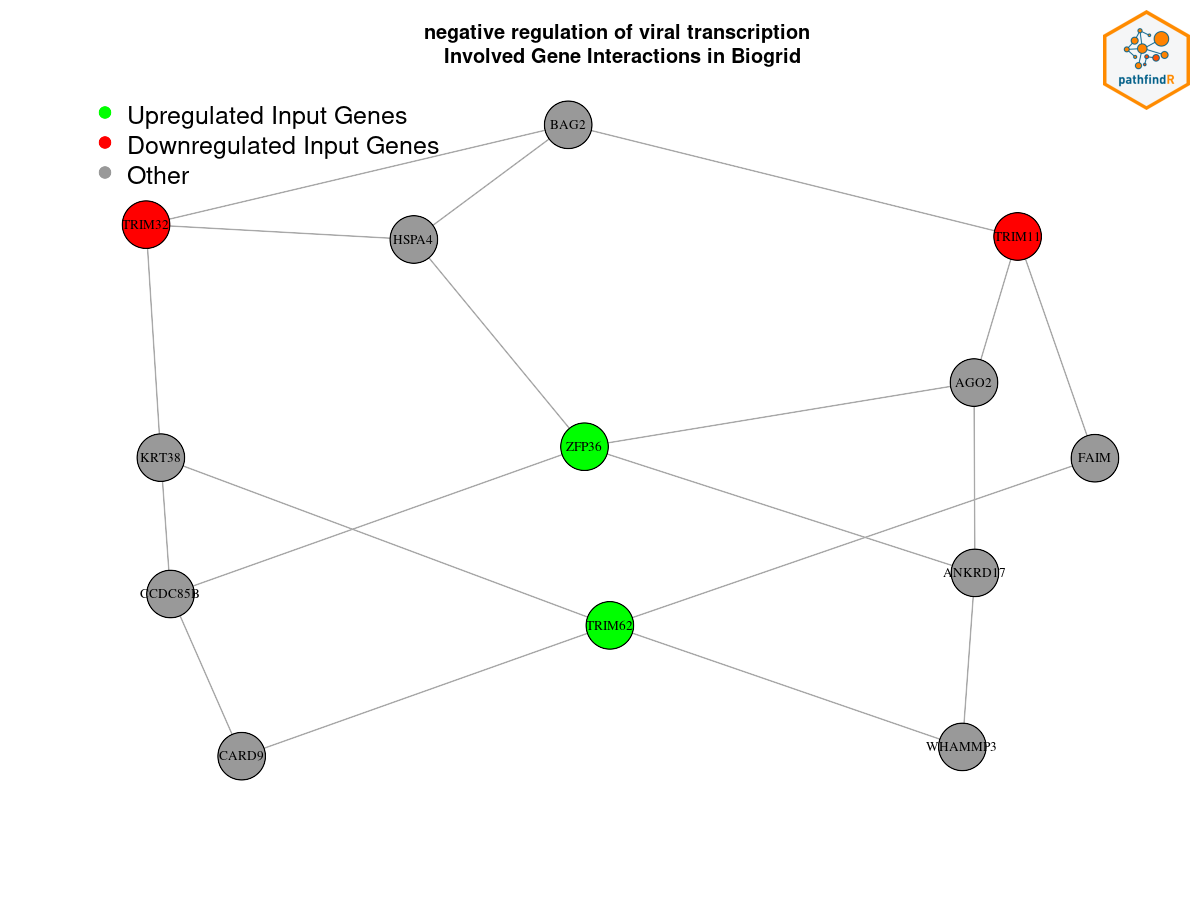 negative regulation of viral transcription
Involved Gene Interactions in Biogrid
pathfindR
Upregulated Input Genes
Downregulated Input Genes
Other
BAG2
TRIM32
HSPA4
TRIM11
AGO2
ZFP36
KRT38
FAIM
ANKRD17
CCDC85B
TRIM62
WHAMMP3
CARD9